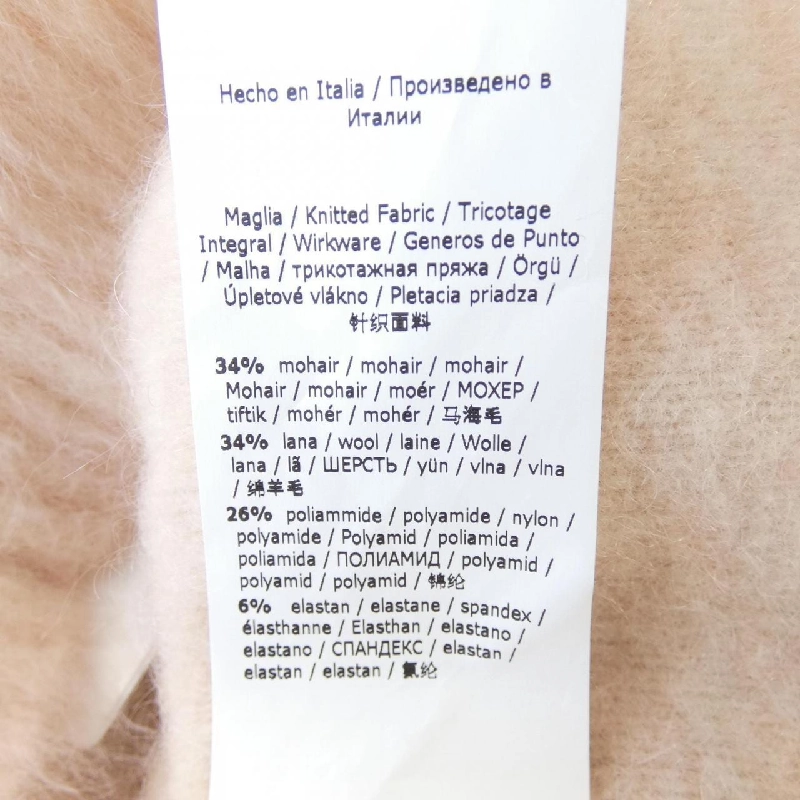 Hecho en Italia / Произведено в
Италии
Maglia / Knitted Fabric / Tricotage
Integral / Wirkware / Generos de Punto
/ Malha / трикотажная пряжа / Örgü /
Úpletové vlákno / Pletacia priadza /
针织面料
34% mohair / mohair / mohair /
Mohair / mohair / moér / МОХЕР /
tiftik / mohér / mohér / 马海毛
34% lana / wool / laine / Wolle /
lana / lã / ШЕРСТЬ / yün / vlna / vlna
/ 绵羊毛
26% poliammide / polyamide / nylon /
polyamide / Polyamid / poliamida /
poliamida / ПОЛИАМИД / polyamid /
polyamid / polyamid / 锦纶
6% elastan / elastane / spandex /
élasthanne / Elasthan / elastano /
elastano / СПАНДЕКС / elastan /
elastan / elastan / 氨纶